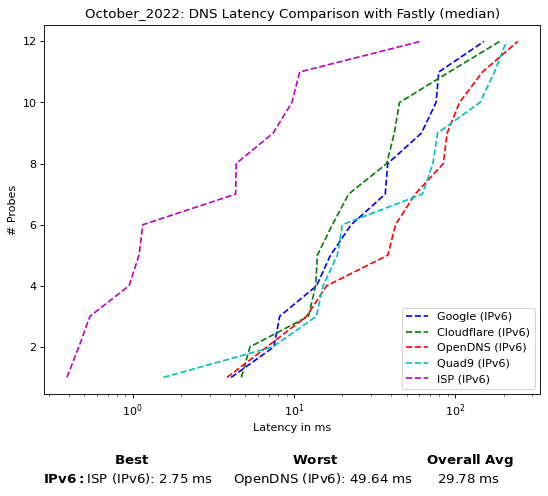 October_2022: DNS Latency Comparison with Fastly (median)
12
10
8
6
4
2
# Probes
Google (IPv6)
Cloudflare (IPv6)
OpenDNS (IPv6)
Quad9 (IPv6)
ISP (IPv6)
10⁰ 10¹ 10²
Latency in ms
Best Worst Overall Avg
IPv6: ISP (IPv6): 2.75 ms OpenDNS (IPv6): 49.64 ms 29.78 ms